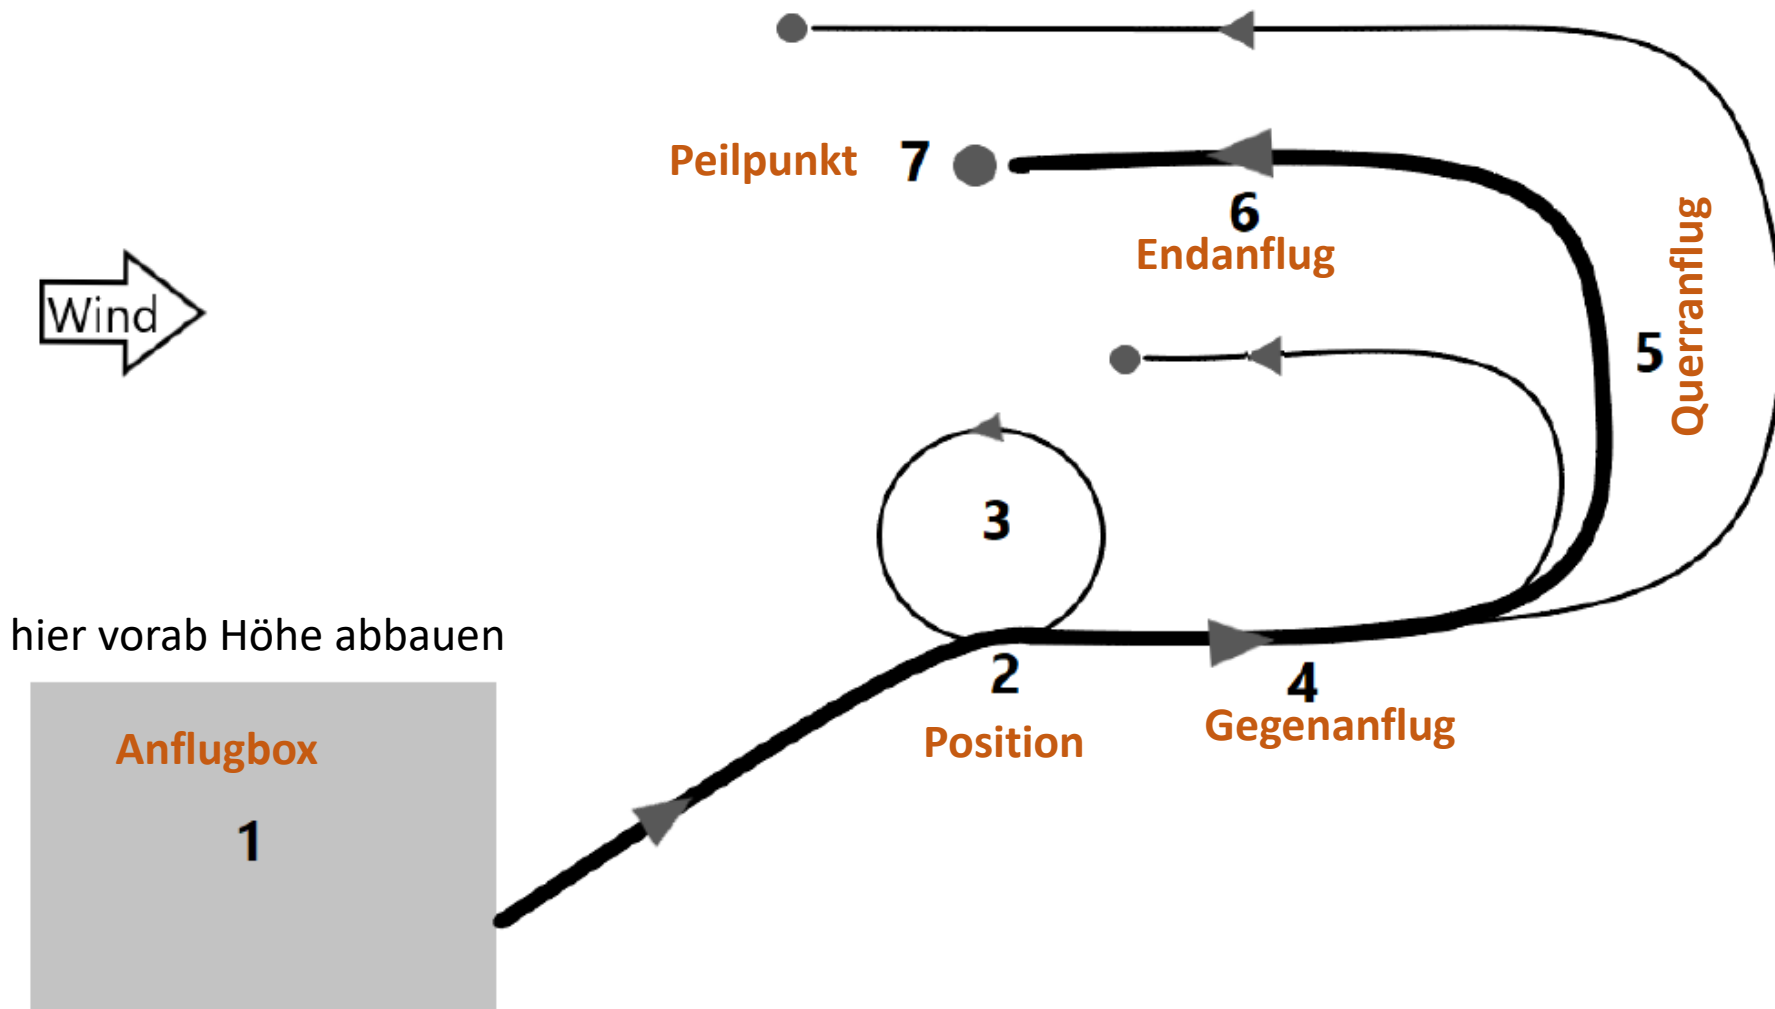 Peilpunkt 7
6
Endanflug
Querranflug
5
Wind
3
hier vorab Höhe abbauen
2
4
Position
Gegenanflug
Anflugbox
1